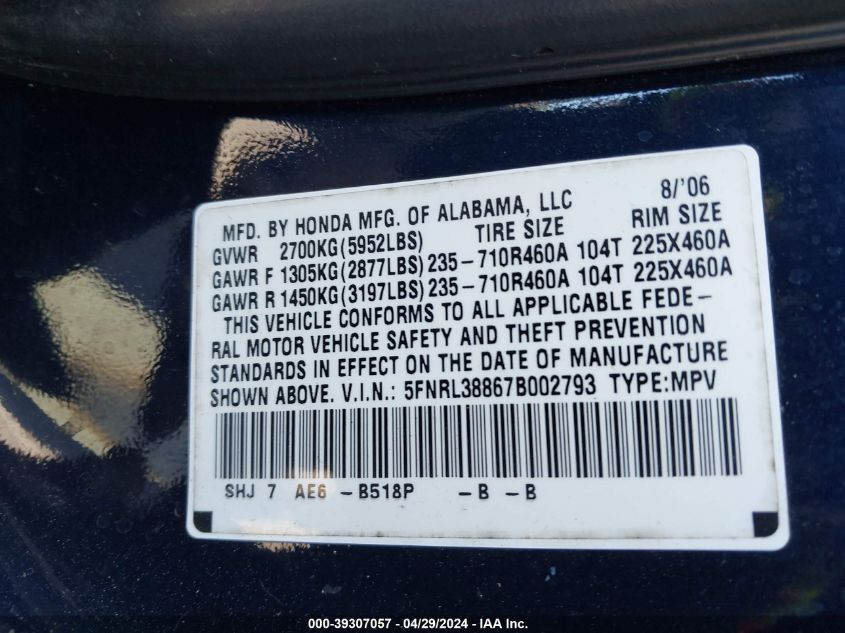 MFD. BY HONDA MFG. OF ALABAMA, LLC 8/'06
GVWR 2700KG(5952LBS) TIRE SIZE RIM SIZE
GAWR F 1305KG(2877LBS) 235-710R460A 104T 225X460A
GAWR R 1450KG(3197LBS) 235-710R460A 104T 225X460A
THIS VEHICLE CONFORMS TO ALL APPLICABLE FEDE-
RAL MOTOR VEHICLE SAFETY AND THEFT PREVENTION
STANDARDS IN EFFECT ON THE DATE OF MANUFACTURE
SHOWN ABOVE. V.I.N.: 5FNRL38867B002793 TYPE:MPV
SHJ 7 AE6 -B518P -B -B
000-39307057 - 04/29/2024 - IAA Inc.